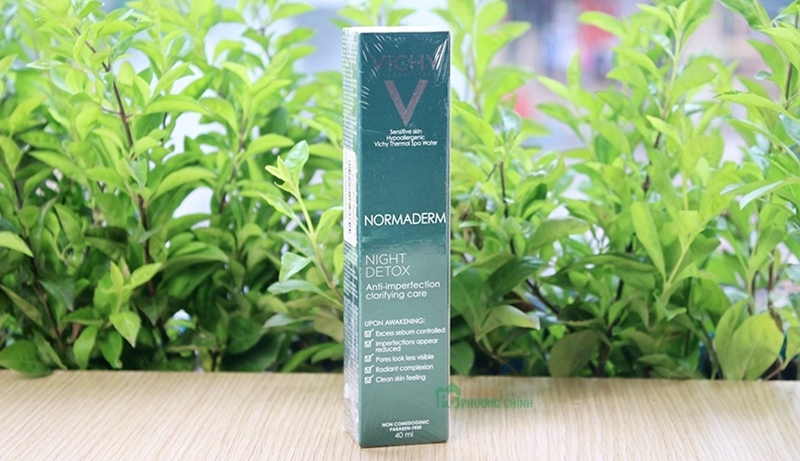 VICHY
V
Sensitive skin
Hypoallergenic
Vichy Thermal Spa Water
NORMADERM
NIGHT
DETOX
Anti-imperfection
clarifying care
UPON AWAKENING:
Excess sebum controlled
Imperfections appear
reduced
Pores look less visible
Radiant complexion
Clean skin feeling
PHUONG CHINH
NON COMEDOGENIC
PARABEN-FREE
40 ml